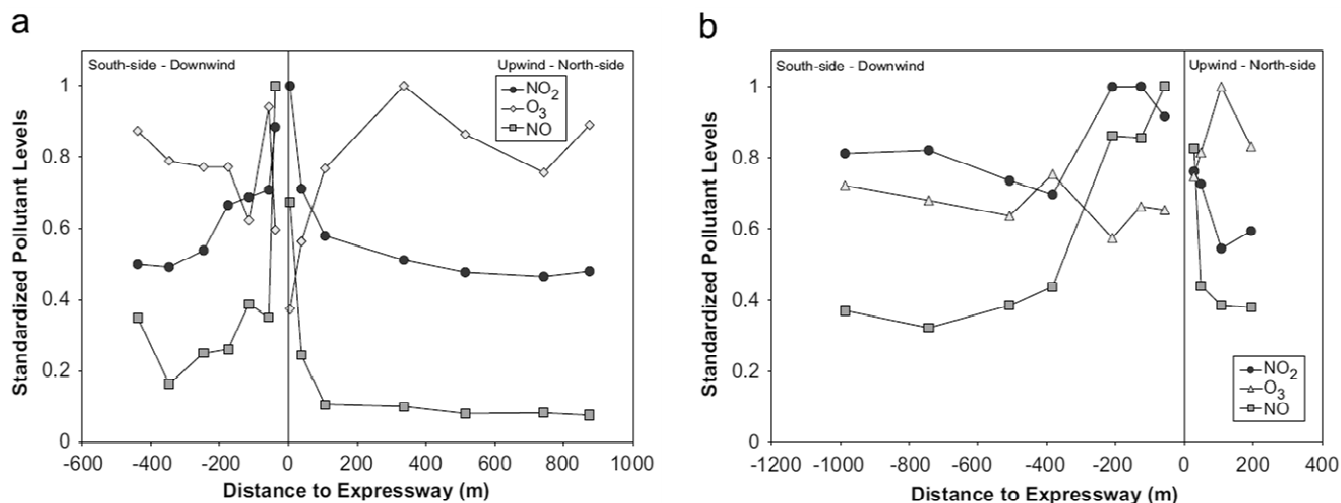 a
South-side - Downwind
Upwind - North-side
NO2
O3
NO
Standardized Pollutant Levels
1
0.8
0.6
0.4
0.2
0
-600 -400 -200 0 200 400 600 800 1000
Distance to Expressway (m)
b
South-side - Downwind
Upwind - North-side
Standardized Pollutant Levels
1
0.8
0.6
0.4
0.2
0
NO2
O3
NO
-1200 -1000 -800 -600 -400 -200 0 200 400
Distance to Expressway (m)